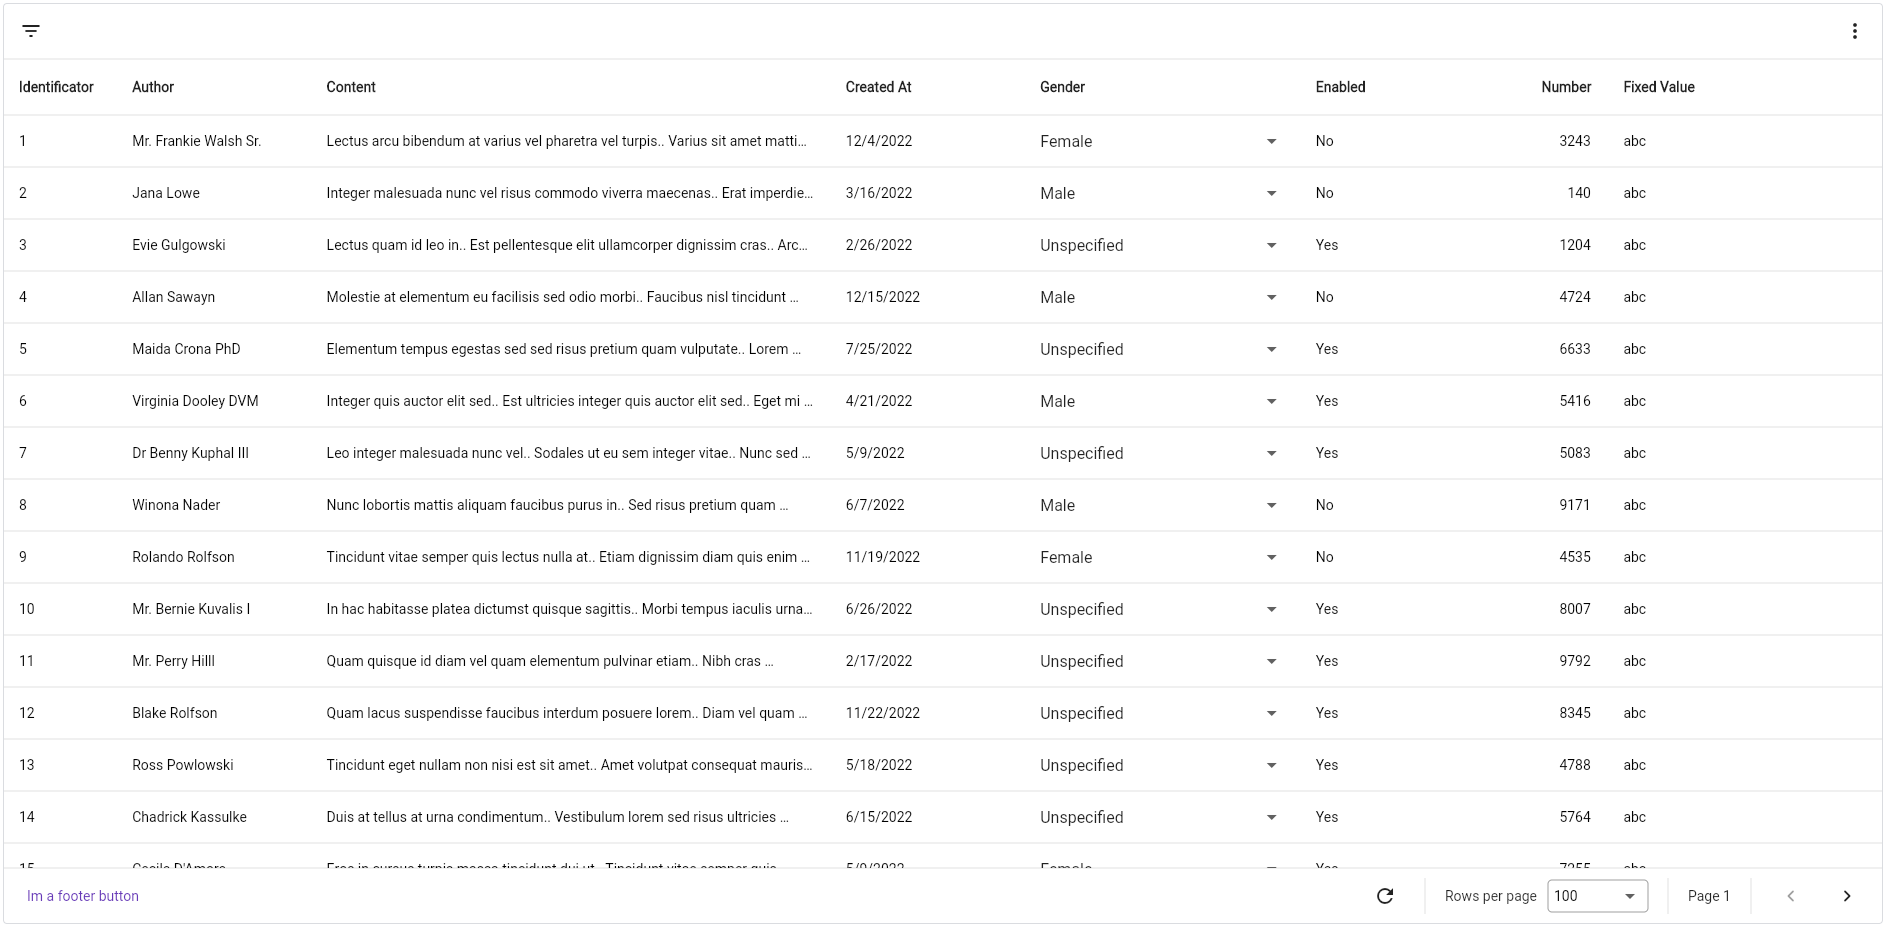 Identificator Author Content Created At Gender Enabled Number Fixed Value
1 Mr. Frankie Walsh Sr. Lectus arcu bibendum at varius vel pharetra vel turpis.. Varius sit amet matti… 12/4/2022 Female No 3243 abc
2 Jana Lowe Integer malesuada nunc vel risus commodo viverra maecenas.. Erat imperdie… 3/16/2022 Male No 140 abc
3 Evie Gulgowski Lectus quam id leo in.. Est pellentesque elit ullamcorper dignissim cras.. Arc… 2/26/2022 Unspecified Yes 1204 abc
4 Allan Sawayn Molestie at elementum eu facilisis sed odio morbi.. Faucibus nisl tincidunt … 12/15/2022 Male No 4724 abc
5 Maida Crona PhD Elementum tempus egestas sed sed risus pretium quam vulputate.. Lorem … 7/25/2022 Unspecified Yes 6633 abc
6 Virginia Dooley DVM Integer quis auctor elit sed.. Est ultricies integer quis auctor elit sed.. Eget mi … 4/21/2022 Male Yes 5416 abc
7 Dr Benny Kuphal III Leo integer malesuada nunc vel.. Sodales ut eu sem integer vitae.. Nunc sed … 5/9/2022 Unspecified Yes 5083 abc
8 Winona Nader Nunc lobortis mattis aliquam faucibus purus in.. Sed risus pretium quam … 6/7/2022 Male No 9171 abc
9 Rolando Rolfson Tincidunt vitae semper quis lectus nulla at.. Etiam dignissim diam quis enim … 11/19/2022 Female No 4535 abc
10 Mr. Bernie Kuvalis I In hac habitasse platea dictumst quisque sagittis.. Morbi tempus iaculis urna… 6/26/2022 Unspecified Yes 8007 abc
11 Mr. Perry Hilll Quam quisque id diam vel quam elementum pulvinar etiam.. Nibh cras … 2/17/2022 Unspecified Yes 9792 abc
12 Blake Rolfson Quam lacus suspendisse faucibus interdum posuere lorem.. Diam vel quam … 11/22/2022 Unspecified Yes 8345 abc
13 Ross Powlowski Tincidunt eget nullam non nisi est sit amet.. Amet volutpat consequat mauris… 5/18/2022 Unspecified Yes 4788 abc
14 Chadrick Kassulke Duis at tellus at urna condimentum.. Vestibulum lorem sed risus ultricies … 6/15/2022 Unspecified Yes 5764 abc
Im a footer button Rows per page 100 Page 1